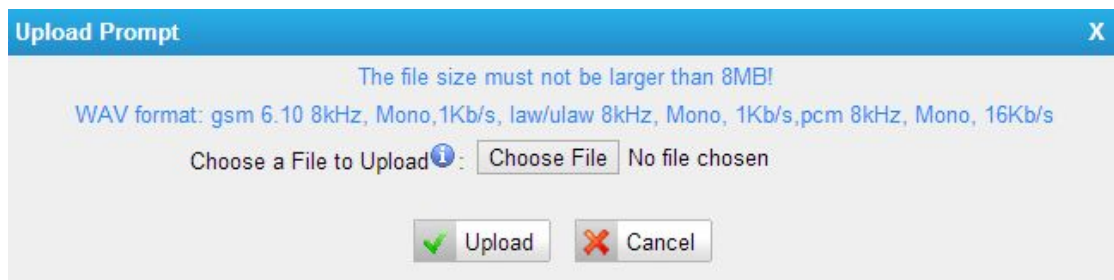 Upload Prompt X
The file size must not be larger than 8MB!
WAV format: gsm 6.10 8kHz, Mono,1Kb/s, law/ulaw 8kHz, Mono, 1Kb/s,pcm 8kHz, Mono, 16Kb/s
Choose a File to Upload i : Choose File No file chosen
Upload Cancel